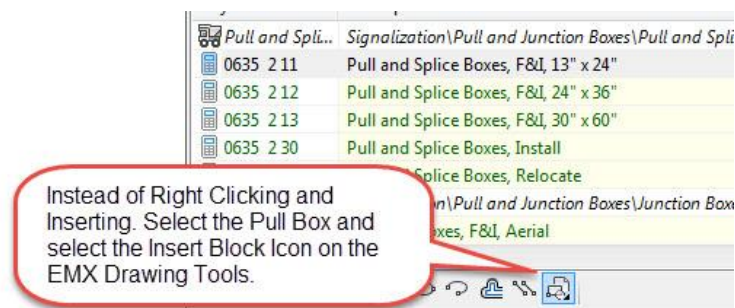 Pull and Spli... Signalization\Pull and Junction Boxes\Pull and Spli
0635 2 11 Pull and Splice Boxes, F&I, 13" x 24"
0635 2 12 Pull and Splice Boxes, F&I, 24" x 36"
0635 2 13 Pull and Splice Boxes, F&I, 30" x 60"
0635 2 30 Pull and Splice Boxes, Install
Splice Boxes, Relocate
\Pull and Junction Boxes\Junction Boxe
oxes, F&I, Aerial
Instead of Right Clicking and
Inserting. Select the Pull Box and
select the Insert Block Icon on the
EMX Drawing Tools.